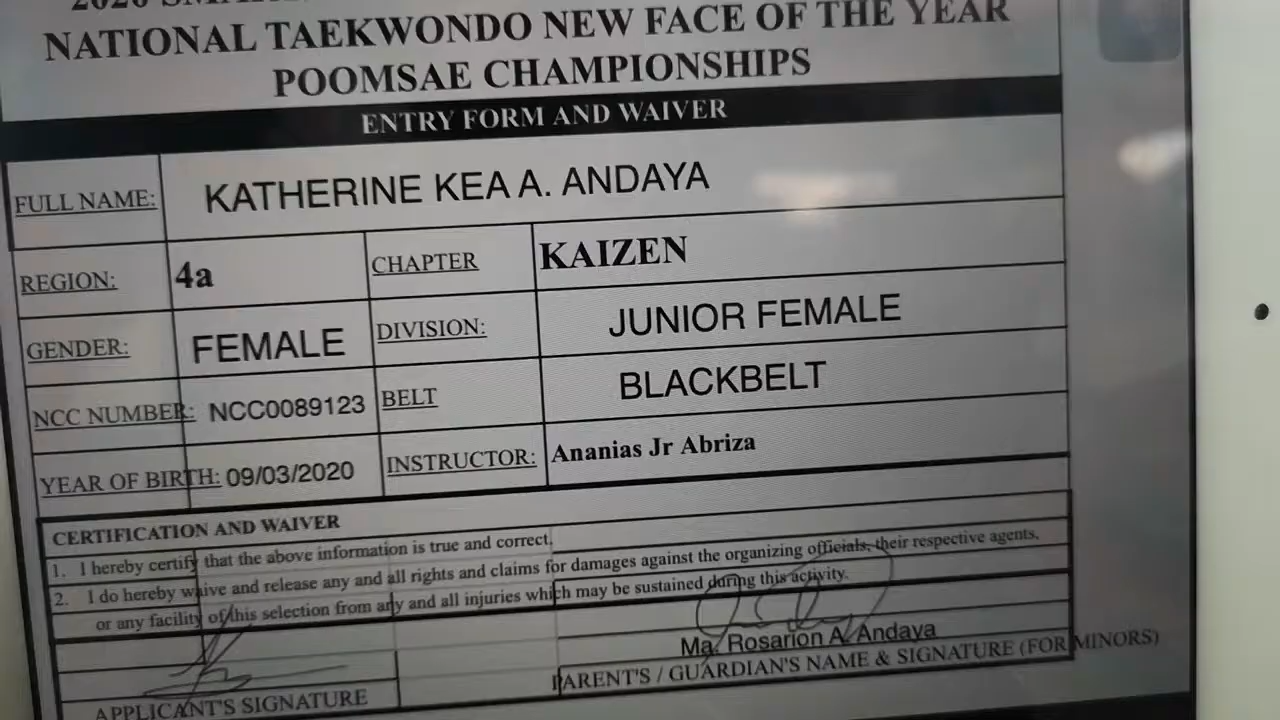 NATIONAL TAEKWONDO NEW FACE OF THE YEAR
POOMSAE CHAMPIONSHIPS
ENTRY FORM AND WAIVER
FULL NAME: KATHERINE KEA A. ANDAYA
REGION: 4a CHAPTER KAIZEN
GENDER: FEMALE DIVISION: JUNIOR FEMALE
NCC NUMBER: NCC0089123 BELT BLACKBELT
YEAR OF BIRTH: 09/03/2020 INSTRUCTOR: Ananias Jr Abriza
CERTIFICATION AND WAIVER
1. I hereby certify that the above information is true and correct.
2. I do hereby waive and release any and all rights and claims for damages against the organizing officials, their respective agents,
or any facility of this selection from any and all injuries which may be sustained during this activity.
Ma. Rosarion A. Andaya
APPLICANT'S SIGNATURE PARENT'S / GUARDIAN'S NAME & SIGNATURE (FOR MINORS)